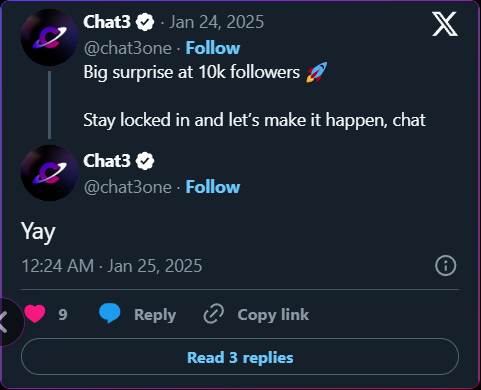 Chat3 · Jan 24, 2025
@chat3one · Follow
Big surprise at 10k followers 🚀
Stay locked in and let's make it happen, chat
Chat3
@chat3one · Follow
Yay
12:24 AM · Jan 25, 2025
9 Reply Copy link
Read 3 replies